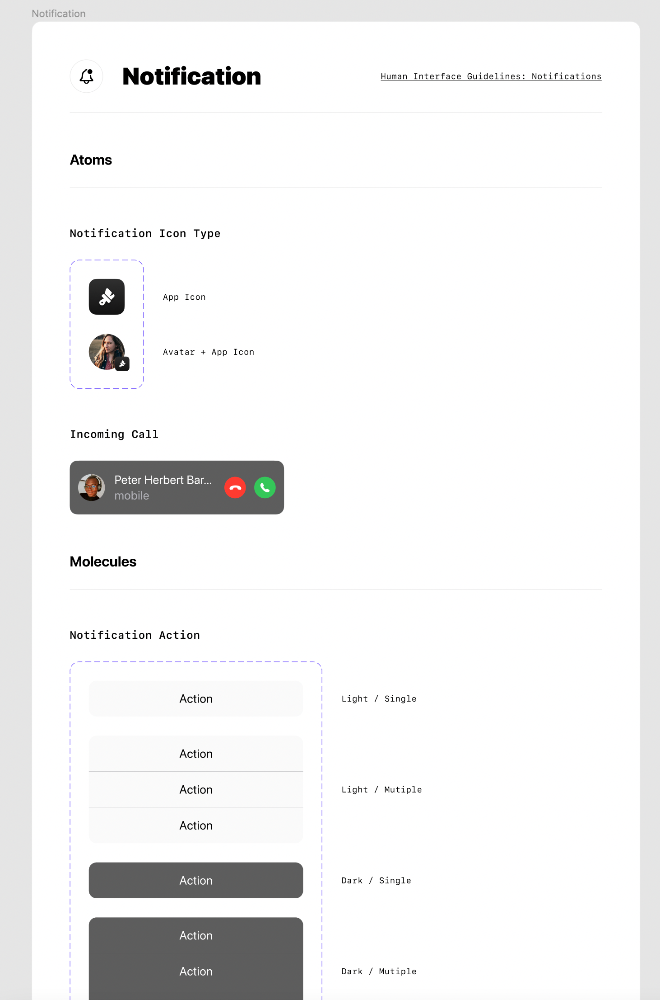 Notification
Notification
Human Interface Guidelines: Notifications
Atoms
Notification Icon Type
App Icon
Avatar + App Icon
Incoming Call
Peter Herbert Bar...
mobile
Molecules
Notification Action
Action
Light / Single
Action
Action
Light / Mutiple
Action
Action
Dark / Single
Action
Action
Dark / Mutiple